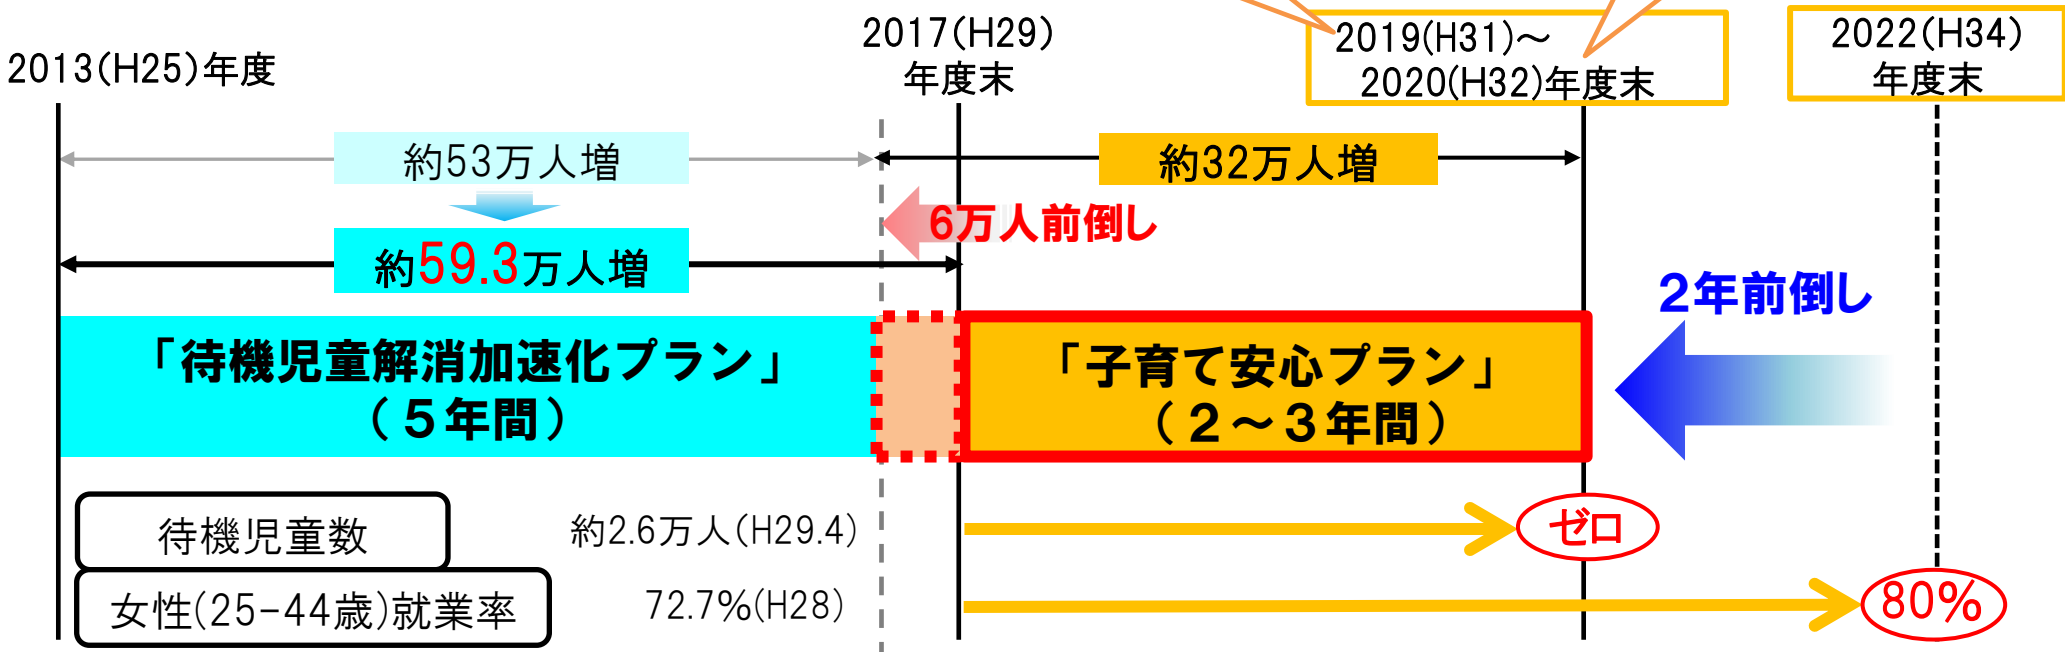 2013(H25)年度
2017(H29)
年度末
2019(H31)～
2020(H32)年度末
2022(H34)
年度末
約53万人増
約32万人増
6万人前倒し
約59.3万人増
2年前倒し
「待機児童解消加速化プラン」
（５年間）
「子育て安心プラン」
（２～３年間）
待機児童数
約2.6万人(H29.4)
ゼロ
女性(25-44歳)就業率
72.7%(H28)
80%